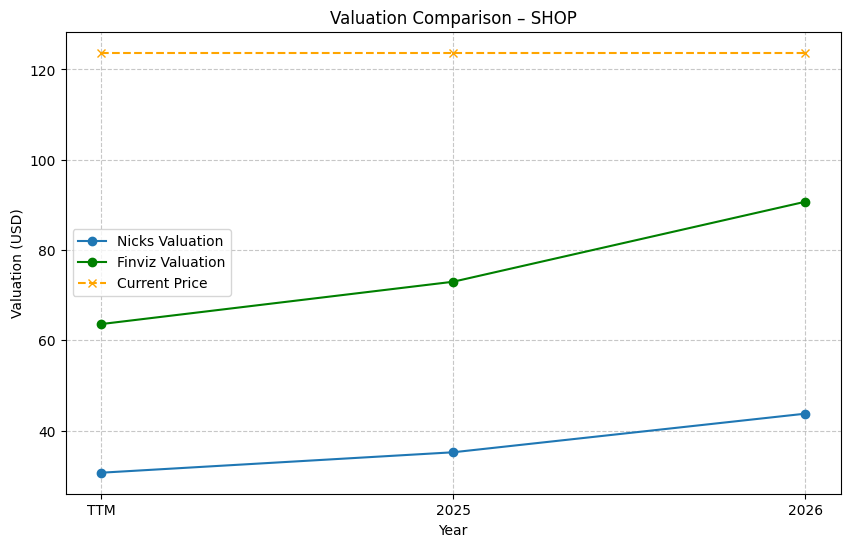 Valuation Comparison – SHOP
Valuation (USD)
120
100
80
60
40
Nicks Valuation
Finviz Valuation
Current Price
TTM
2025
2026
Year